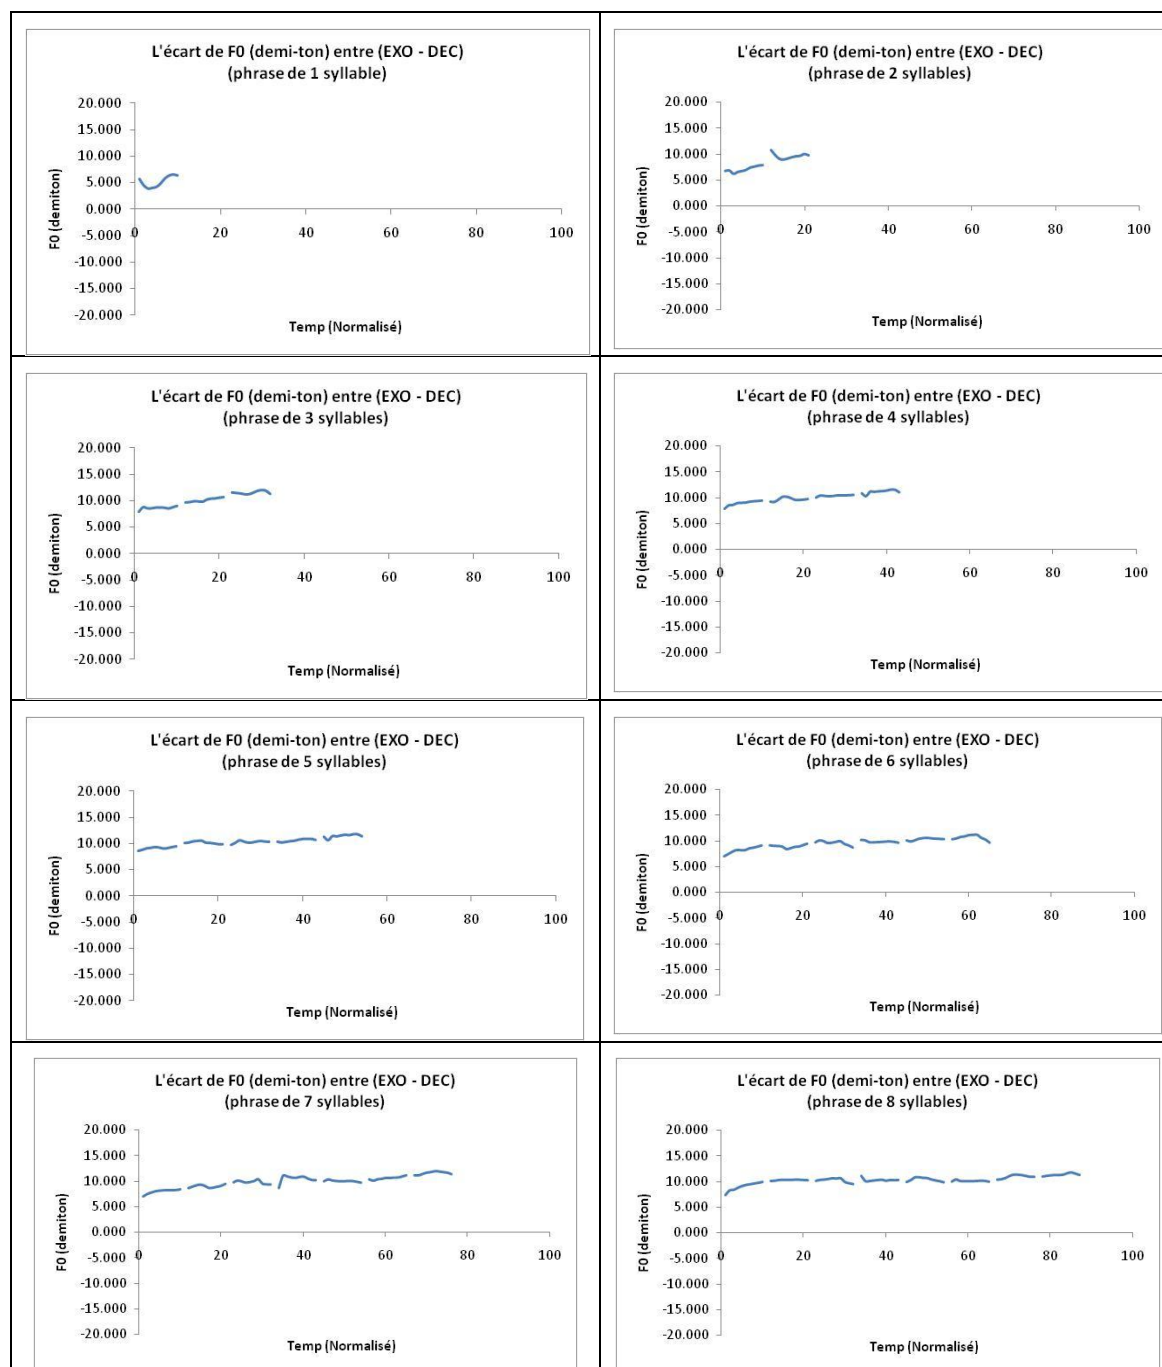 L'écart de F0 (demi-ton) entre (EXO - DEC)
(phrase de 1 syllable)
20.000
15.000
10.000
5.000
0.000
-5.000
-10.000
-15.000
-20.000
0 20 40 60 80 100
F0 (demiton)
Temp (Normalisé)
L'écart de F0 (demi-ton) entre (EXO - DEC)
(phrase de 2 syllables)
20.000
15.000
10.000
5.000
0.000
-5.000
-10.000
-15.000
-20.000
0 20 40 60 80 100
F0 (demiton)
Temp (Normalisé)
L'écart de F0 (demi-ton) entre (EXO - DEC)
(phrase de 3 syllables)
20.000
15.000
10.000
5.000
0.000
-5.000
-10.000
-15.000
-20.000
0 20 40 60 80 100
F0 (demiton)
Temp (Normalisé)
L'écart de F0 (demi-ton) entre (EXO - DEC)
(phrase de 4 syllables)
20.000
15.000
10.000
5.000
0.000
-5.000
-10.000
-15.000
-20.000
0 20 40 60 80 100
F0 (demiton)
Temp (Normalisé)
L'écart de F0 (demi-ton) entre (EXO - DEC)
(phrase de 5 syllables)
20.000
15.000
10.000
5.000
0.000
-5.000
-10.000
-15.000
-20.000
0 20 40 60 80 100
F0 (demiton)
Temp (Normalisé)
L'écart de F0 (demi-ton) entre (EXO - DEC)
(phrase de 6 syllables)
20.000
15.000
10.000
5.000
0.000
-5.000
-10.000
-15.000
-20.000
0 20 40 60 80 100
F0 (demiton)
Temp (Normalisé)
L'écart de F0 (demi-ton) entre (EXO - DEC)
(phrase de 7 syllables)
20.000
15.000
10.000
5.000
0.000
-5.000
-10.000
-15.000
-20.000
0 20 40 60 80 100
F0 (demiton)
Temp (Normalisé)
L'écart de F0 (demi-ton) entre (EXO - DEC)
(phrase de 8 syllables)
20.000
15.000
10.000
5.000
0.000
-5.000
-10.000
-15.000
-20.000
0 20 40 60 80 100
F0 (demiton)
Temp (Normalisé)